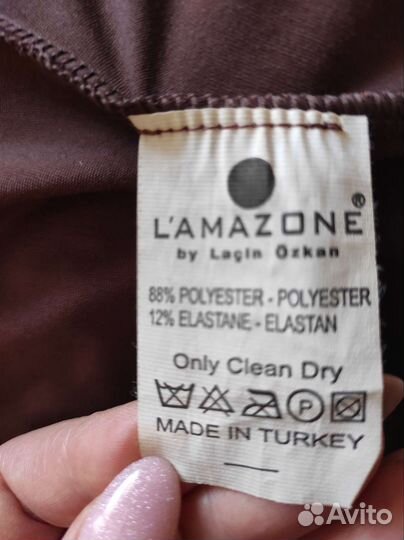 L'AMAZONE®
by Laçin Özkan
88% POLYESTER - POLYESTER
12% ELASTANE - ELASTAN
Only Clean Dry
P
MADE IN TURKEY
Avito